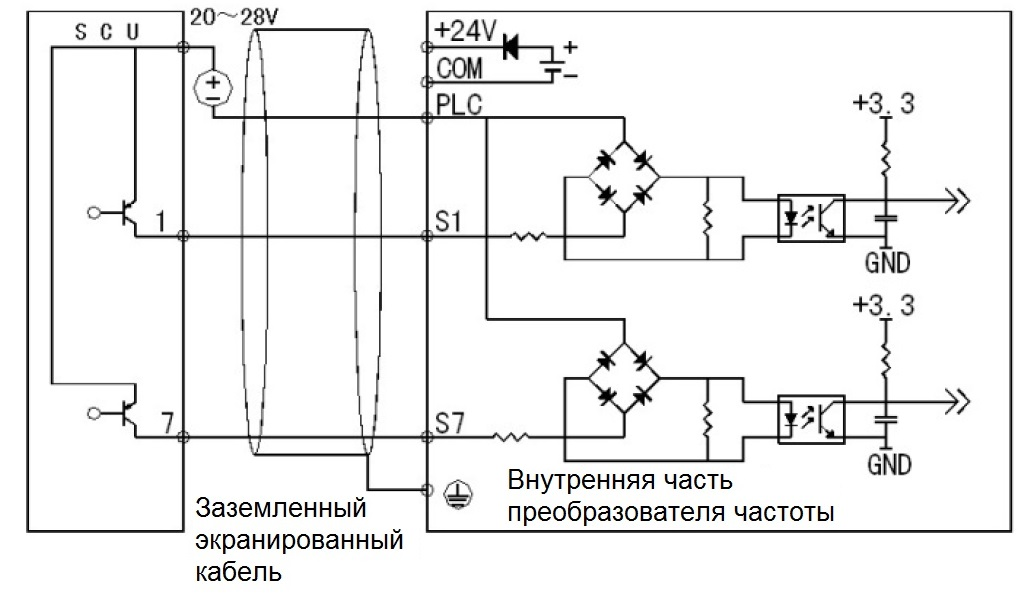 S C U
20～28V
+24V
+
COM
−
+
−
PLC
+3. 3
1
S1
GND
+3. 3
7
S7
GND
Внутренняя часть
преобразователя частоты
Заземленный
экранированный
кабель